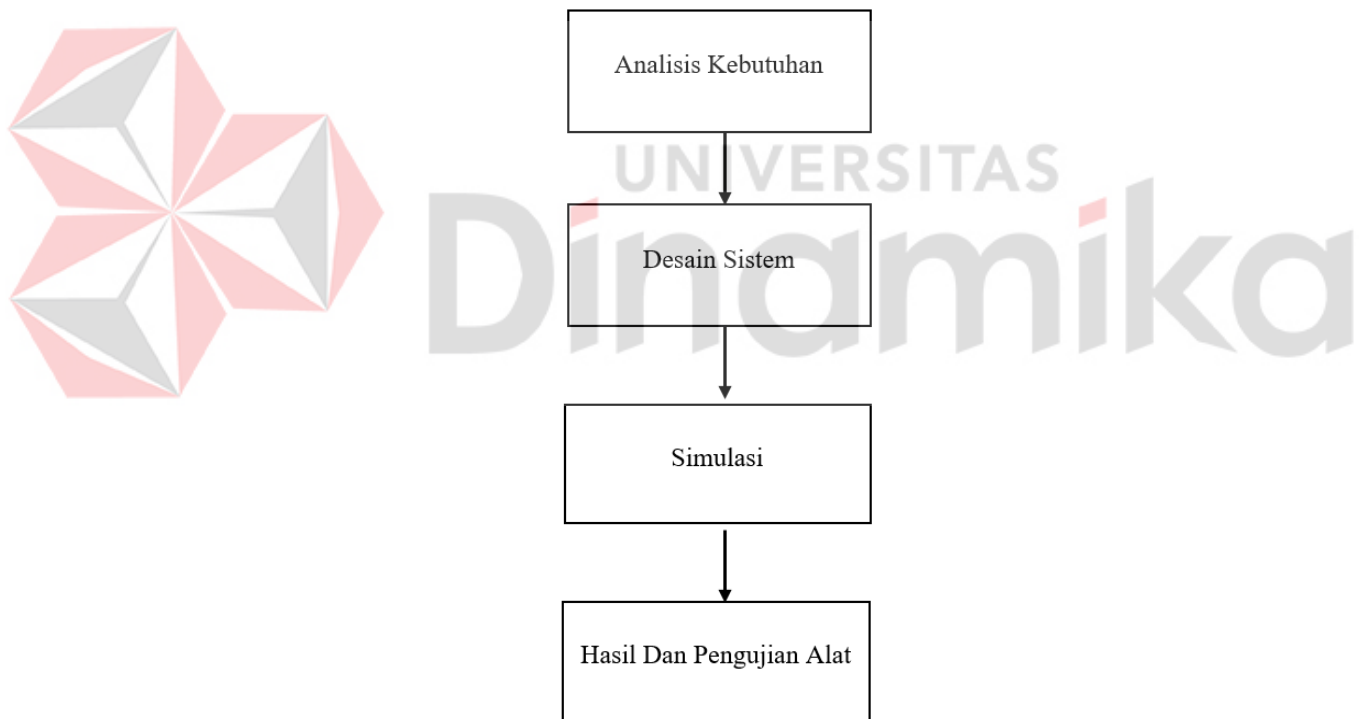 Analisis Kebutuhan
UNIVERSITAS
Dinamika
Desain Sistem
Simulasi
Hasil Dan Pengujian Alat